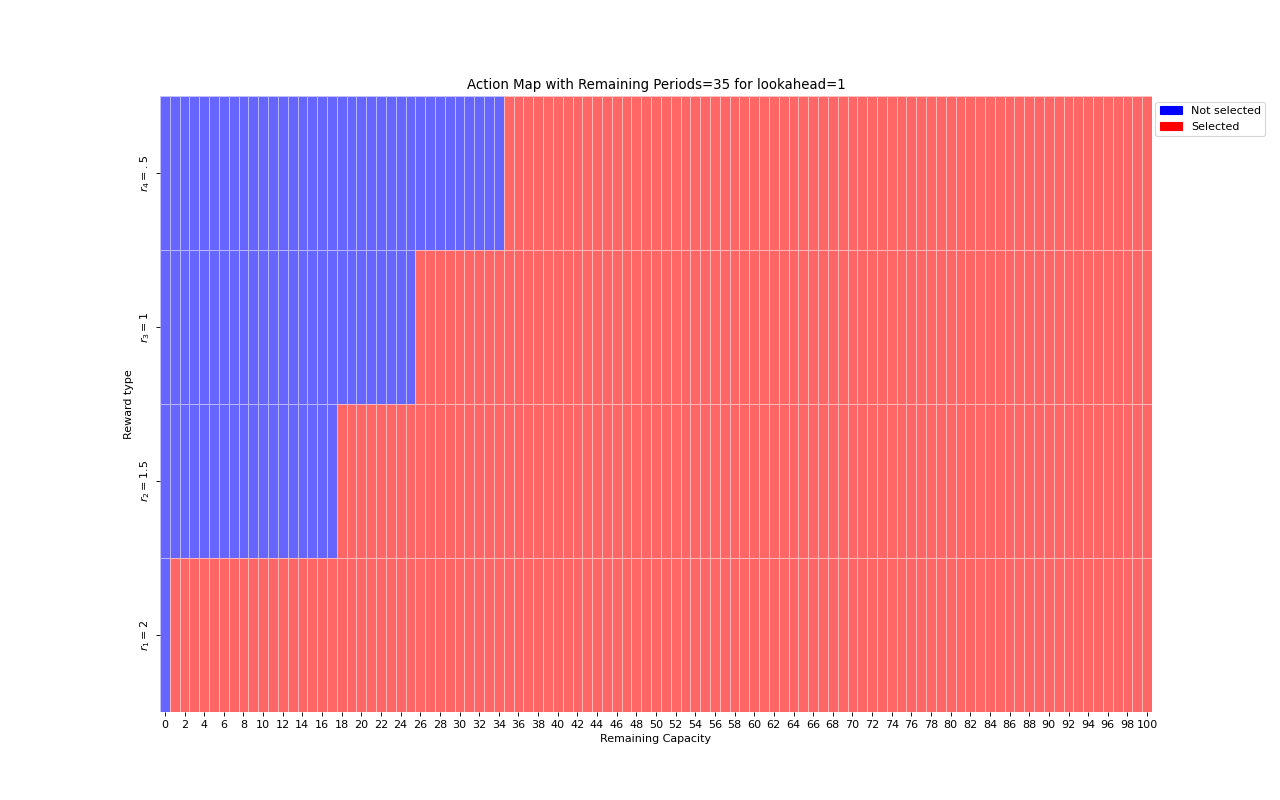 Action Map with Remaining Periods=35 for lookahead=1
Not selected
Selected
r₄ = .5
r₃ = 1
r₂ = 1.5
r₁ = 2
Reward type
0 2 4 6 8 10 12 14 16 18 20 22 24 26 28 30 32 34 36 38 40 42 44 46 48 50 52 54 56 58 60 62 64 66 68 70 72 74 76 78 80 82 84 86 88 90 92 94 96 98 100
Remaining Capacity